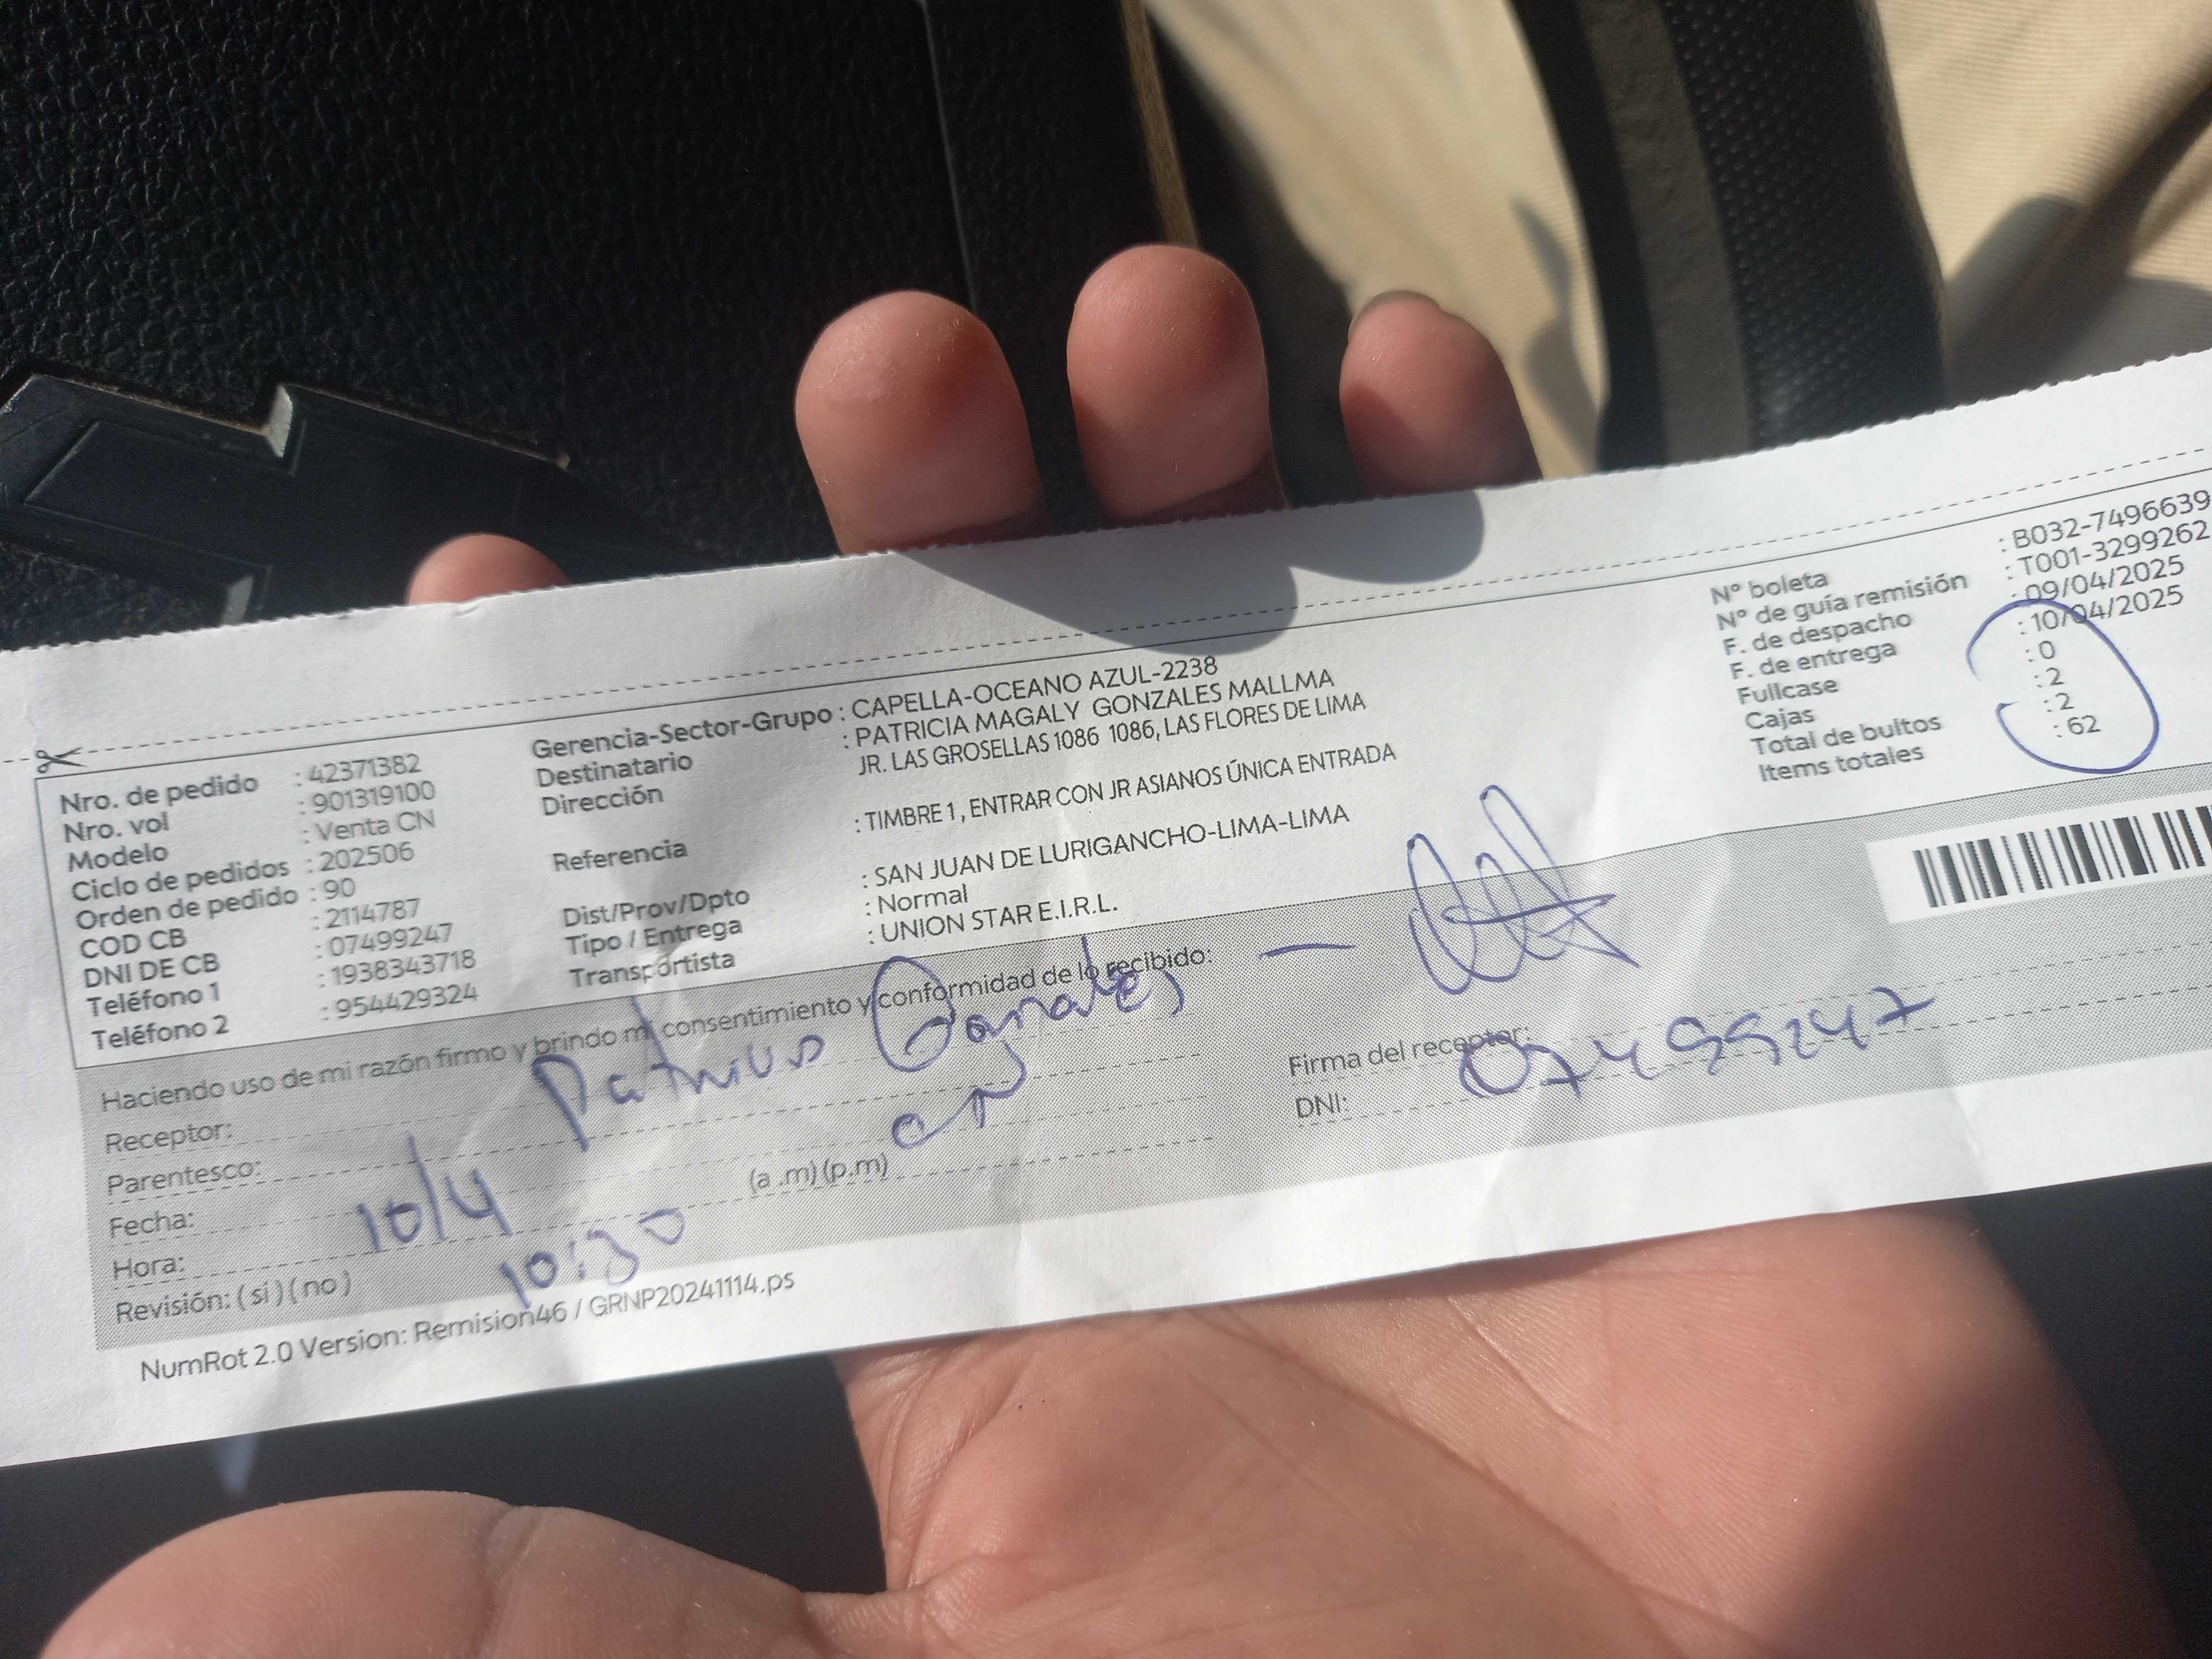 Nro. de pedido : 42371382
Nro. vol : 901319100
Modelo : Venta CN
Ciclo de pedidos : 202506
Orden de pedido : 90
COD CB : 2114787
DNI DE CB : 07499247
Teléfono 1 : 1938343718
Teléfono 2 : 954429324
Gerencia-Sector-Grupo : CAPELLA-OCEANO AZUL-2238
Destinatario : PATRICIA MAGALY GONZALES MALLMA
Dirección JR. LAS GROSELLAS 1086 1086, LAS FLORES DE LIMA
Referencia : TIMBRE 1, ENTRAR CON JR ASIANOS ÚNICA ENTRADA
Dist/Prov/Dpto : SAN JUAN DE LURIGANCHO-LIMA-LIMA
Tipo / Entrega : Normal
Transportista : UNION STAR E.I.R.L.
N° boleta : B032-7496639
N° de guía remisión : T001-3299262
F. de despacho : 09/04/2025
F. de entrega : 10/04/2025
Fullcase : 0
Cajas : 2
Total de bultos : 2
Items totales : 62
Haciendo uso de mi razón firmo y brindo mi consentimiento y conformidad de lo recibido:
Receptor: Gonzales
Parentesco: CN
Fecha: 10/4
Hora: 10:30 (a .m) (p.m)
Revisión: ( si ) ( no )
Firma del receptor:
DNI: 07499247
NumRot 2.0 Version: Remision46 / GRNP20241114.ps